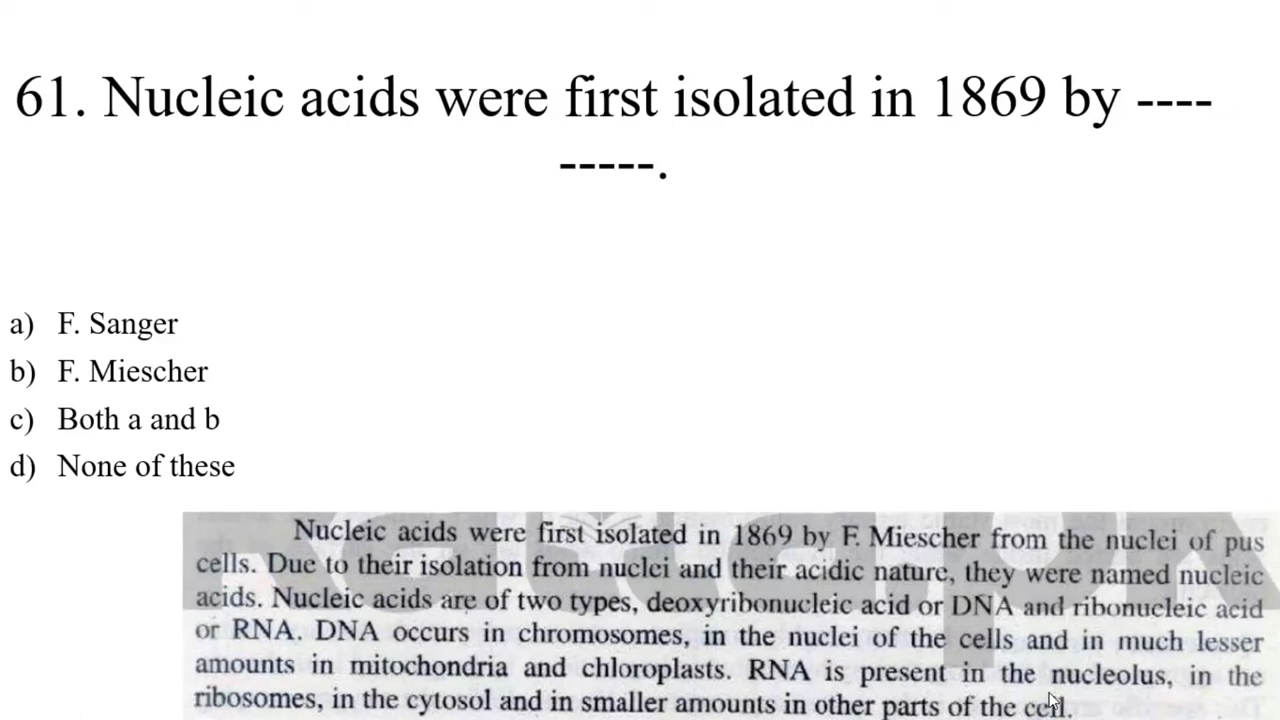 61. Nucleic acids were first isolated in 1869 by ----
-----.
a) F. Sanger
b) F. Miescher
c) Both a and b
d) None of these
Nucleic acids were first isolated in 1869 by F. Miescher from the nuclei of pus
cells. Due to their isolation from nuclei and their acidic nature, they were named nucleic
acids. Nucleic acids are of two types, deoxyribonucleic acid or DNA and ribonucleic acid
or RNA. DNA occurs in chromosomes, in the nuclei of the cells and in much lesser
amounts in mitochondria and chloroplasts. RNA is present in the nucleolus, in the
ribosomes, in the cytosol and in smaller amounts in other parts of the cell.